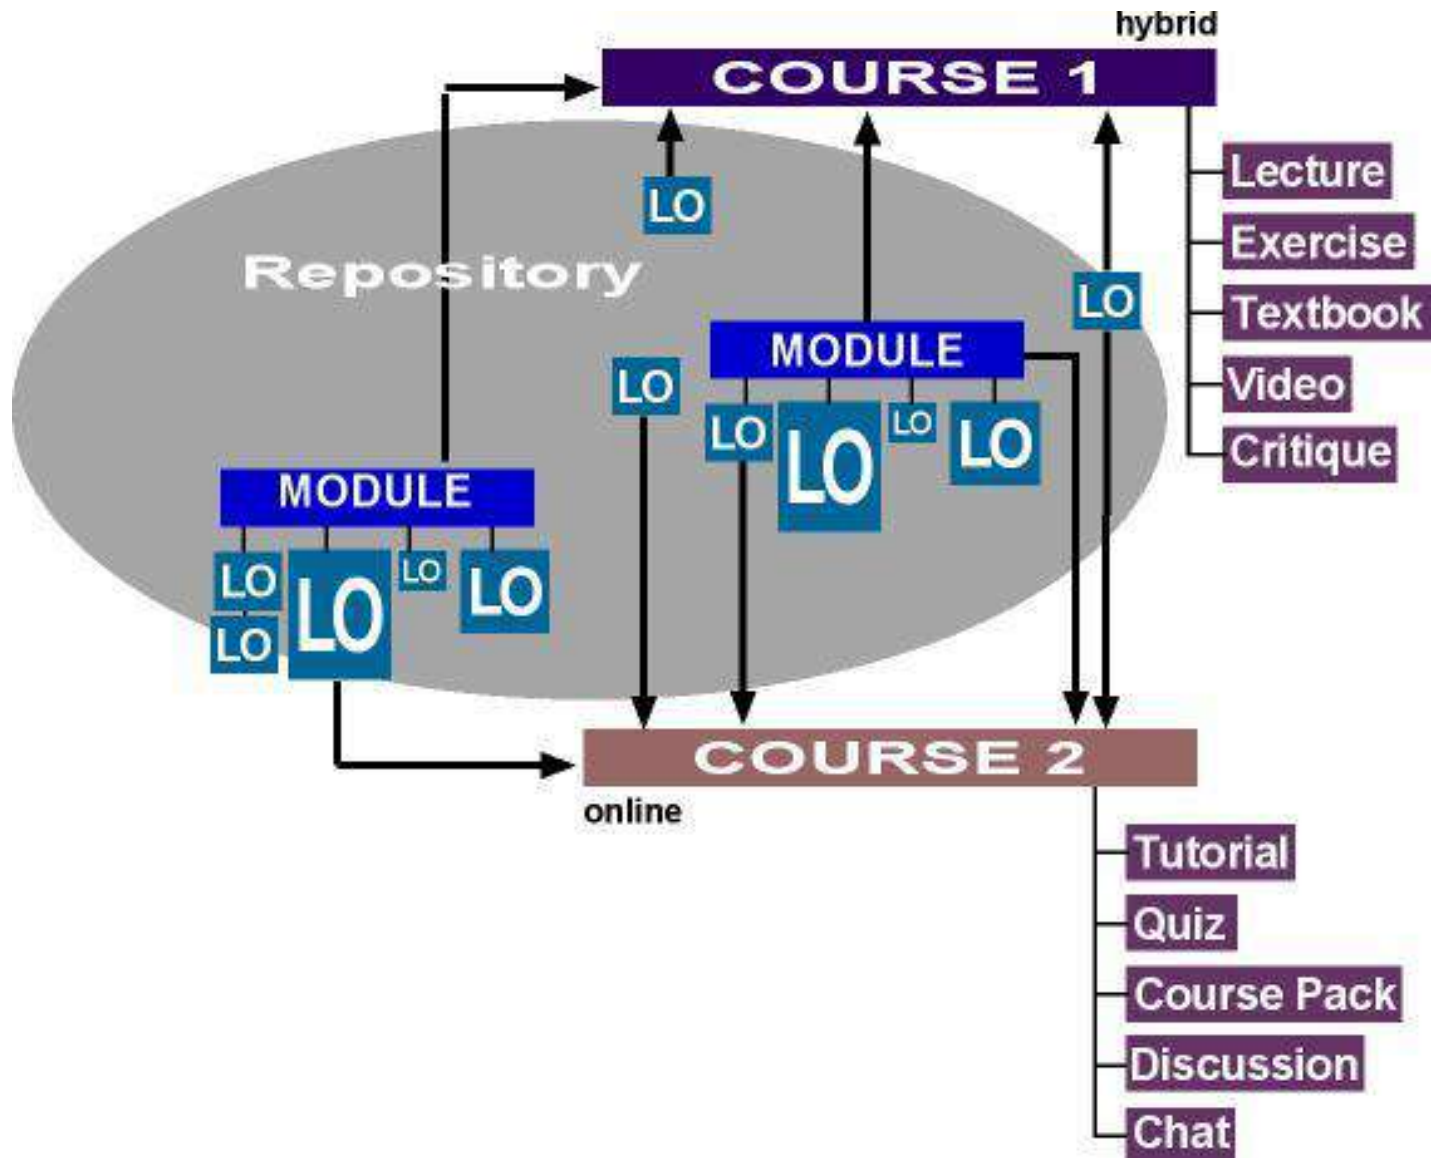 hybrid
COURSE 1
Lecture
LO
Exercise
Repository
LO
Textbook
MODULE
LO
Video
LO
LO
LO
LO
Critique
MODULE
LO
LO
LO
LO
LO
COURSE 2
online
Tutorial
Quiz
Course Pack
Discussion
Chat